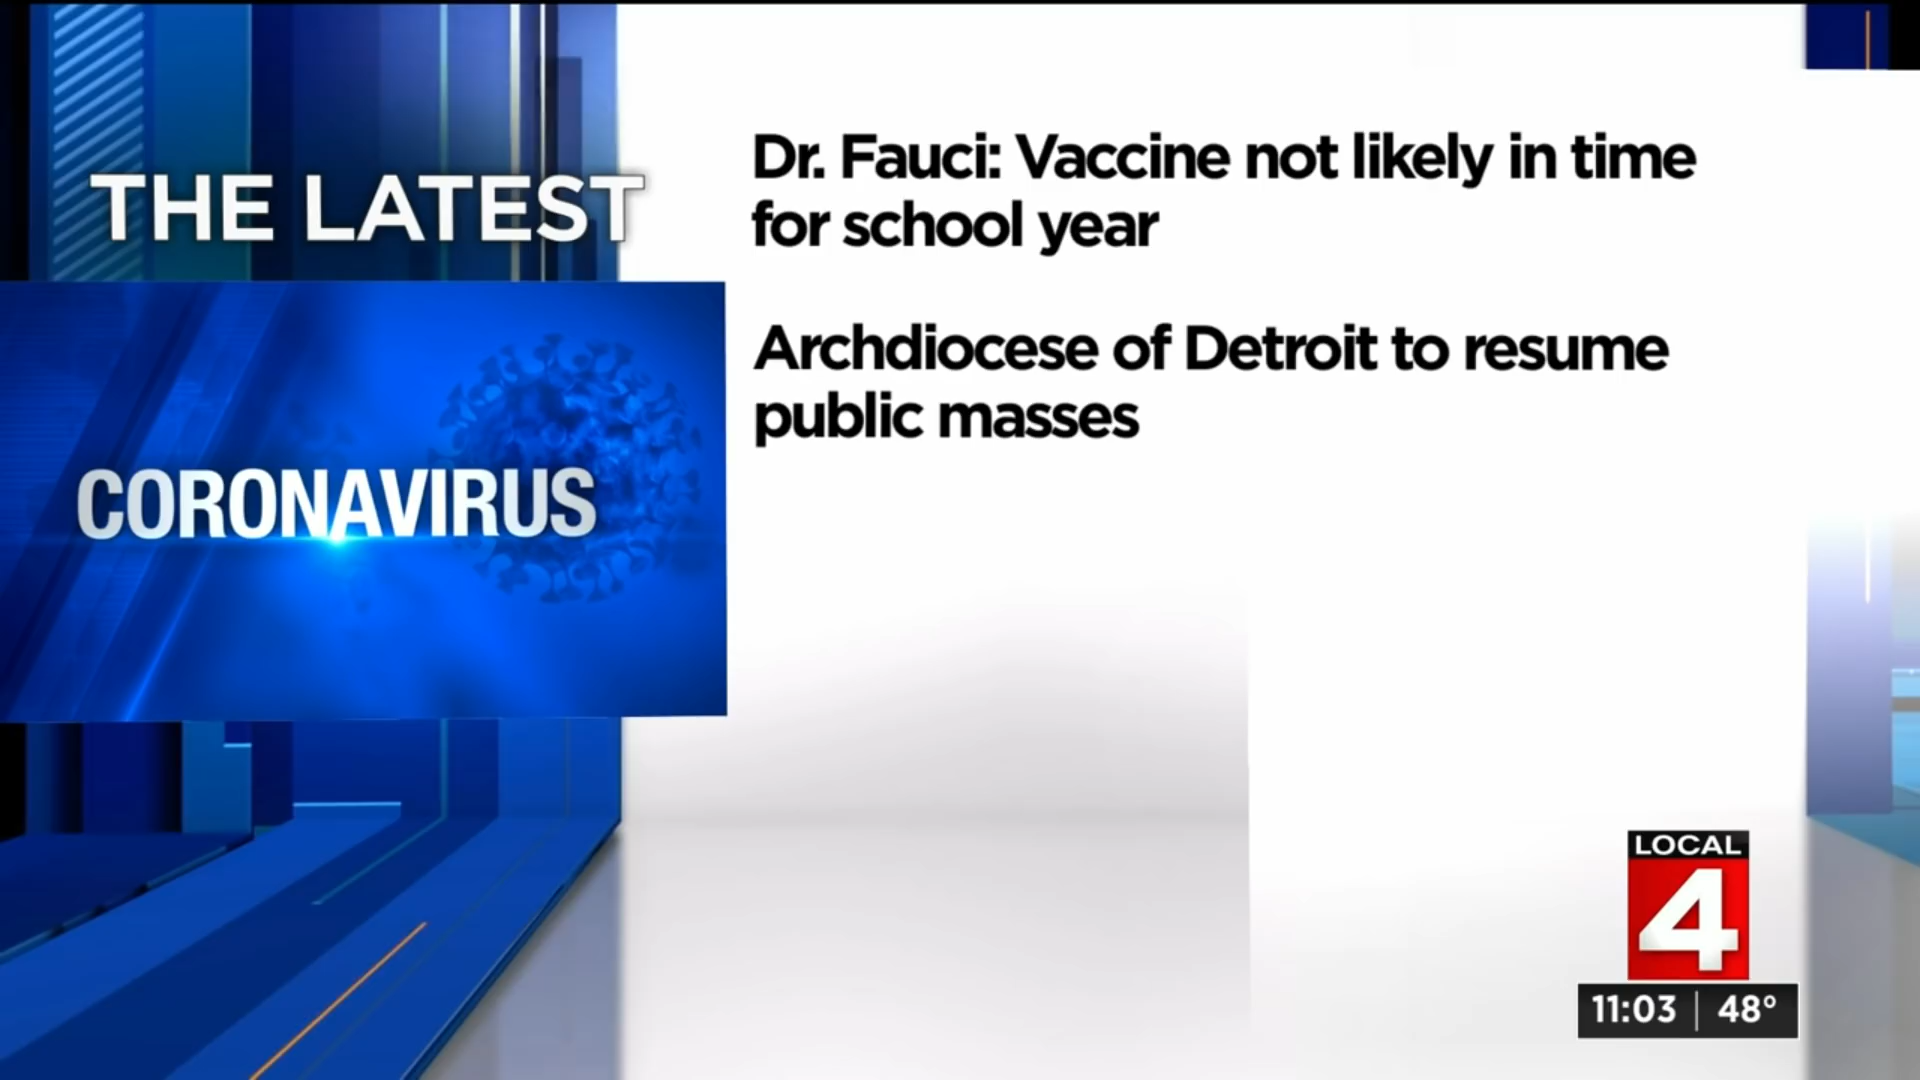 THE LATEST
CORONAVIRUS
Dr. Fauci: Vaccine not likely in time
for school year
Archdiocese of Detroit to resume
public masses
LOCAL
4
11:03 | 48°